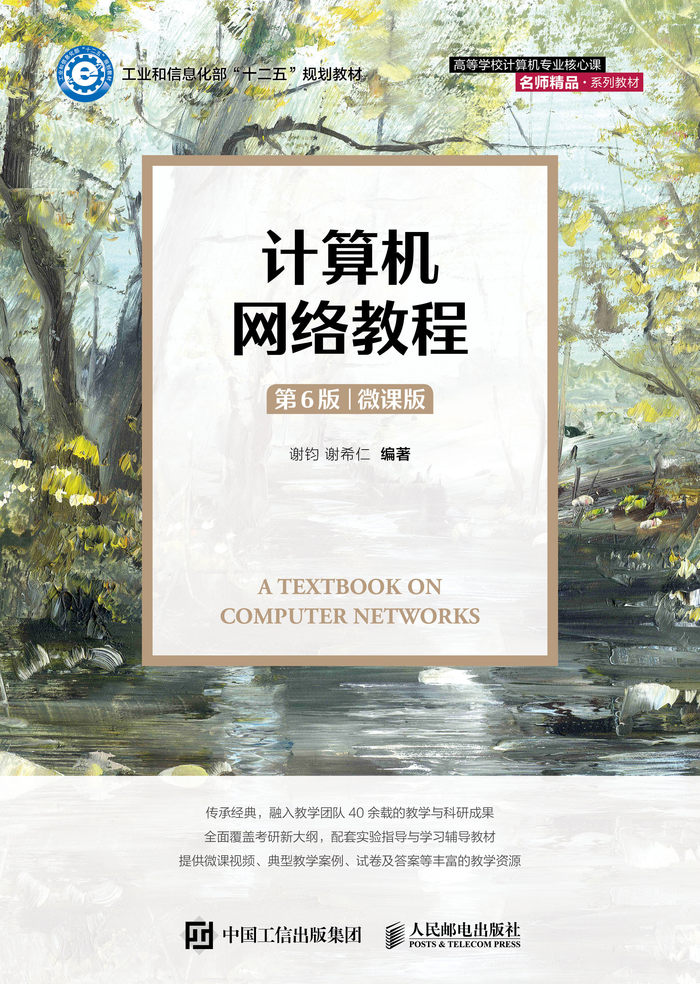 工业和信息化部“十二五”规划教材
高等学校计算机专业核心课
名师精品·系列教材
计算机
网络教程
第6版|微课版
谢钧 谢希仁 编著
A TEXTBOOK ON
COMPUTER NETWORKS
传承经典，融入教学团队 40 余载的教学与科研成果
全面覆盖考研新大纲，配套实验指导与学习辅导教材
提供微课视频、典型教学案例、试卷及答案等丰富的教学资源
中国工信出版集团
人民邮电出版社
POSTS & TELECOM PRESS